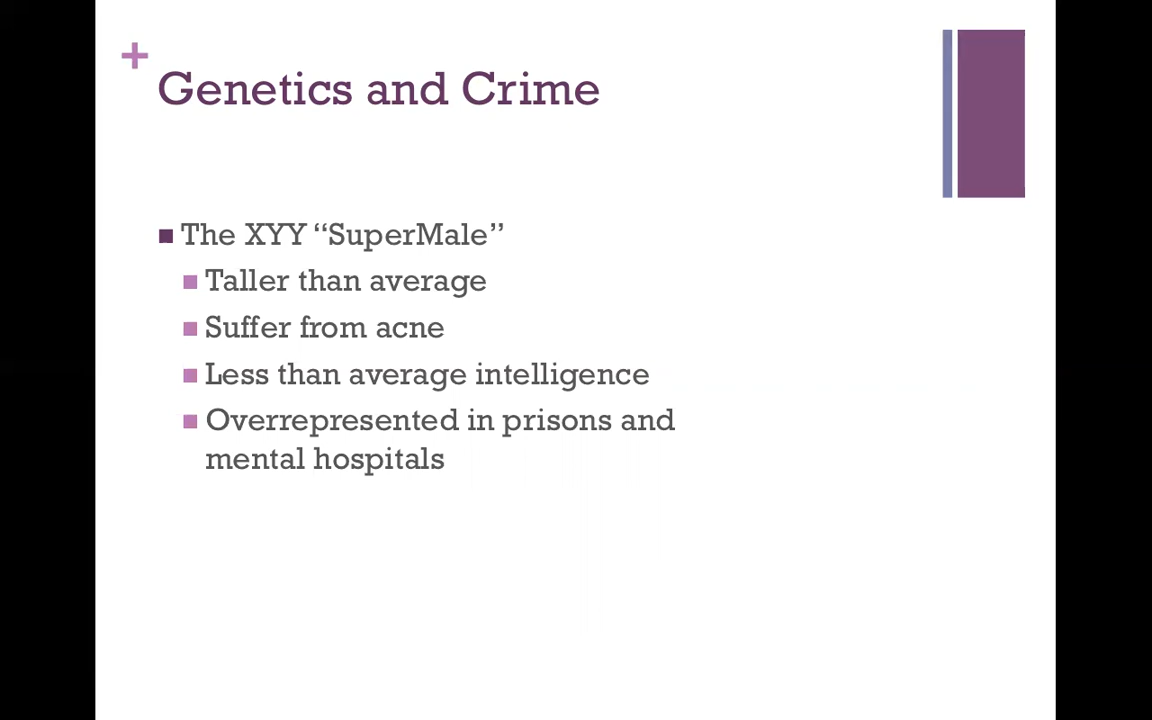 +
Genetics and Crime
The XYY “SuperMale”
Taller than average
Suffer from acne
Less than average intelligence
Overrepresented in prisons and
mental hospitals